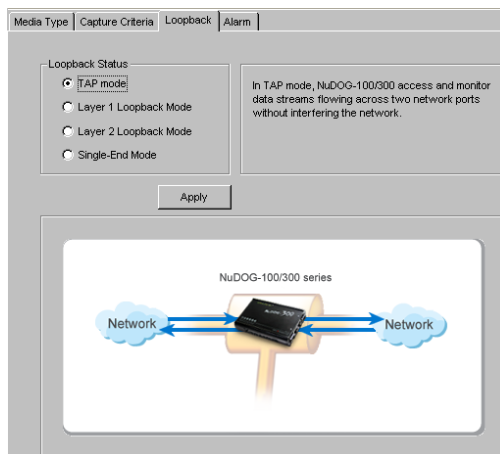 Media Type Capture Criteria Loopback Alarm
Loopback Status
TAP mode
Layer 1 Loopback Mode
Layer 2 Loopback Mode
Single-End Mode
In TAP mode, NuDOG-100/300 access and monitor
data streams flowing across two network ports
without interfering the network.
Apply
NuDOG-100/300 series
Network
NuDOG 300
Network